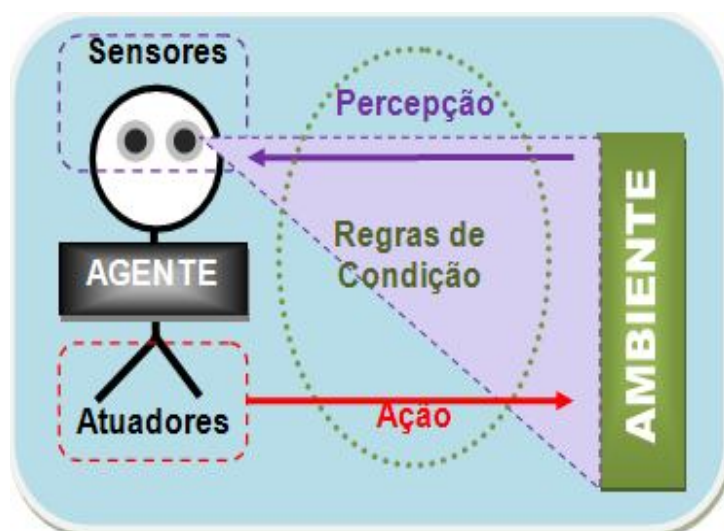 Sensores
Percepção
Regras de
Condição
AGENTE
AMBIENTE
Atuadores
Ação